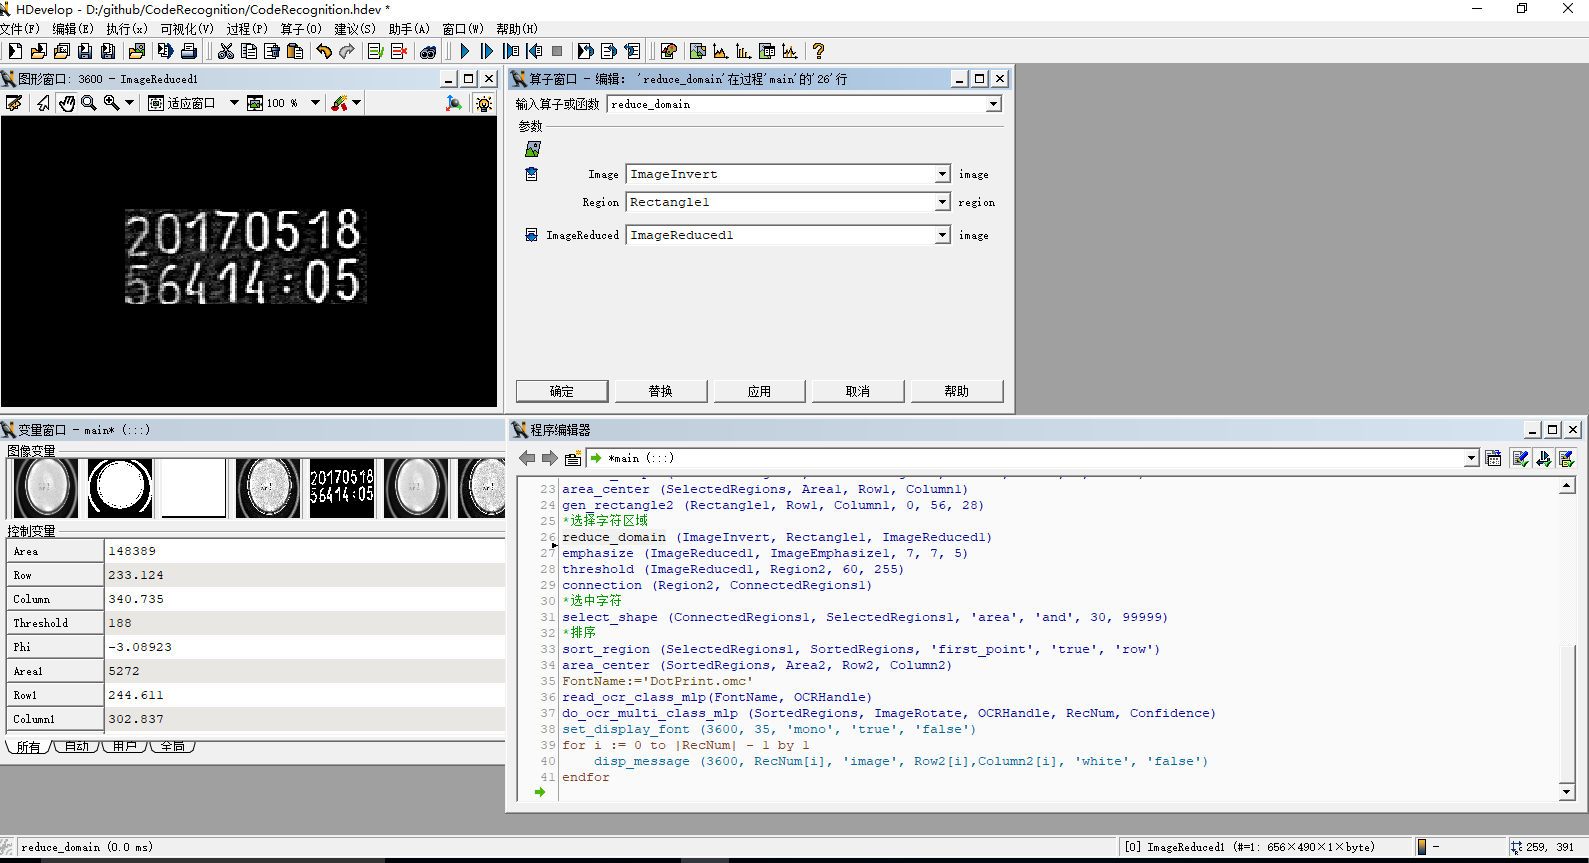 HDevelop - D:/github/CodeRecognition/CodeRecognition.hdev *
文件(F) 编辑(E) 执行(x) 可视化(V) 过程(P) 算子(O) 建议(S) 助手(A) 窗口(W) 帮助(H)
图形窗口: 3600 - ImageReduced1
适应窗口 100 %
20170518
56414:05
算子窗口 - 编辑: 'reduce_domain'在过程'main'的'26'行
输入算子或函数 reduce_domain
参数
Image ImageInvert image
Region Rectangle1 region
ImageReduced ImageReduced1 image
确定 替换 应用 取消 帮助
变量窗口 - main* (:::)
图像变量
20170518
56414:05
控制变量
Area 148389
Row 233.124
Column 340.735
Threshold 188
Phi -3.08923
Area1 5272
Row1 244.611
Column1 302.837
所有 自动 用户 全局
程序编辑器
*main (:::)
23 area_center (SelectedRegions, Area1, Row1, Column1)
24 gen_rectangle2 (Rectangle1, Row1, Column1, 0, 56, 28)
25 *选择字符区域
26 reduce_domain (ImageInvert, Rectangle1, ImageReduced1)
27 emphasize (ImageReduced1, ImageEmphasize1, 7, 7, 5)
28 threshold (ImageReduced1, Region2, 60, 255)
29 connection (Region2, ConnectedRegions1)
30 *选中字符
31 select_shape (ConnectedRegions1, SelectedRegions1, 'area', 'and', 30, 99999)
32 *排序
33 sort_region (SelectedRegions1, SortedRegions, 'first_point', 'true', 'row')
34 area_center (SortedRegions, Area2, Row2, Column2)
35 FontName:='DotPrint.omc'
36 read_ocr_class_mlp(FontName, OCRHandle)
37 do_ocr_multi_class_mlp (SortedRegions, ImageRotate, OCRHandle, RecNum, Confidence)
38 set_display_font (3600, 35, 'mono', 'true', 'false')
39 for i := 0 to |RecNum| - 1 by 1
40 disp_message (3600, RecNum[i], 'image', Row2[i],Column2[i], 'white', 'false')
41 endfor
reduce_domain (0.0 ms)
[0] ImageReduced1 (#=1: 656×490×1×byte)
-
259, 391